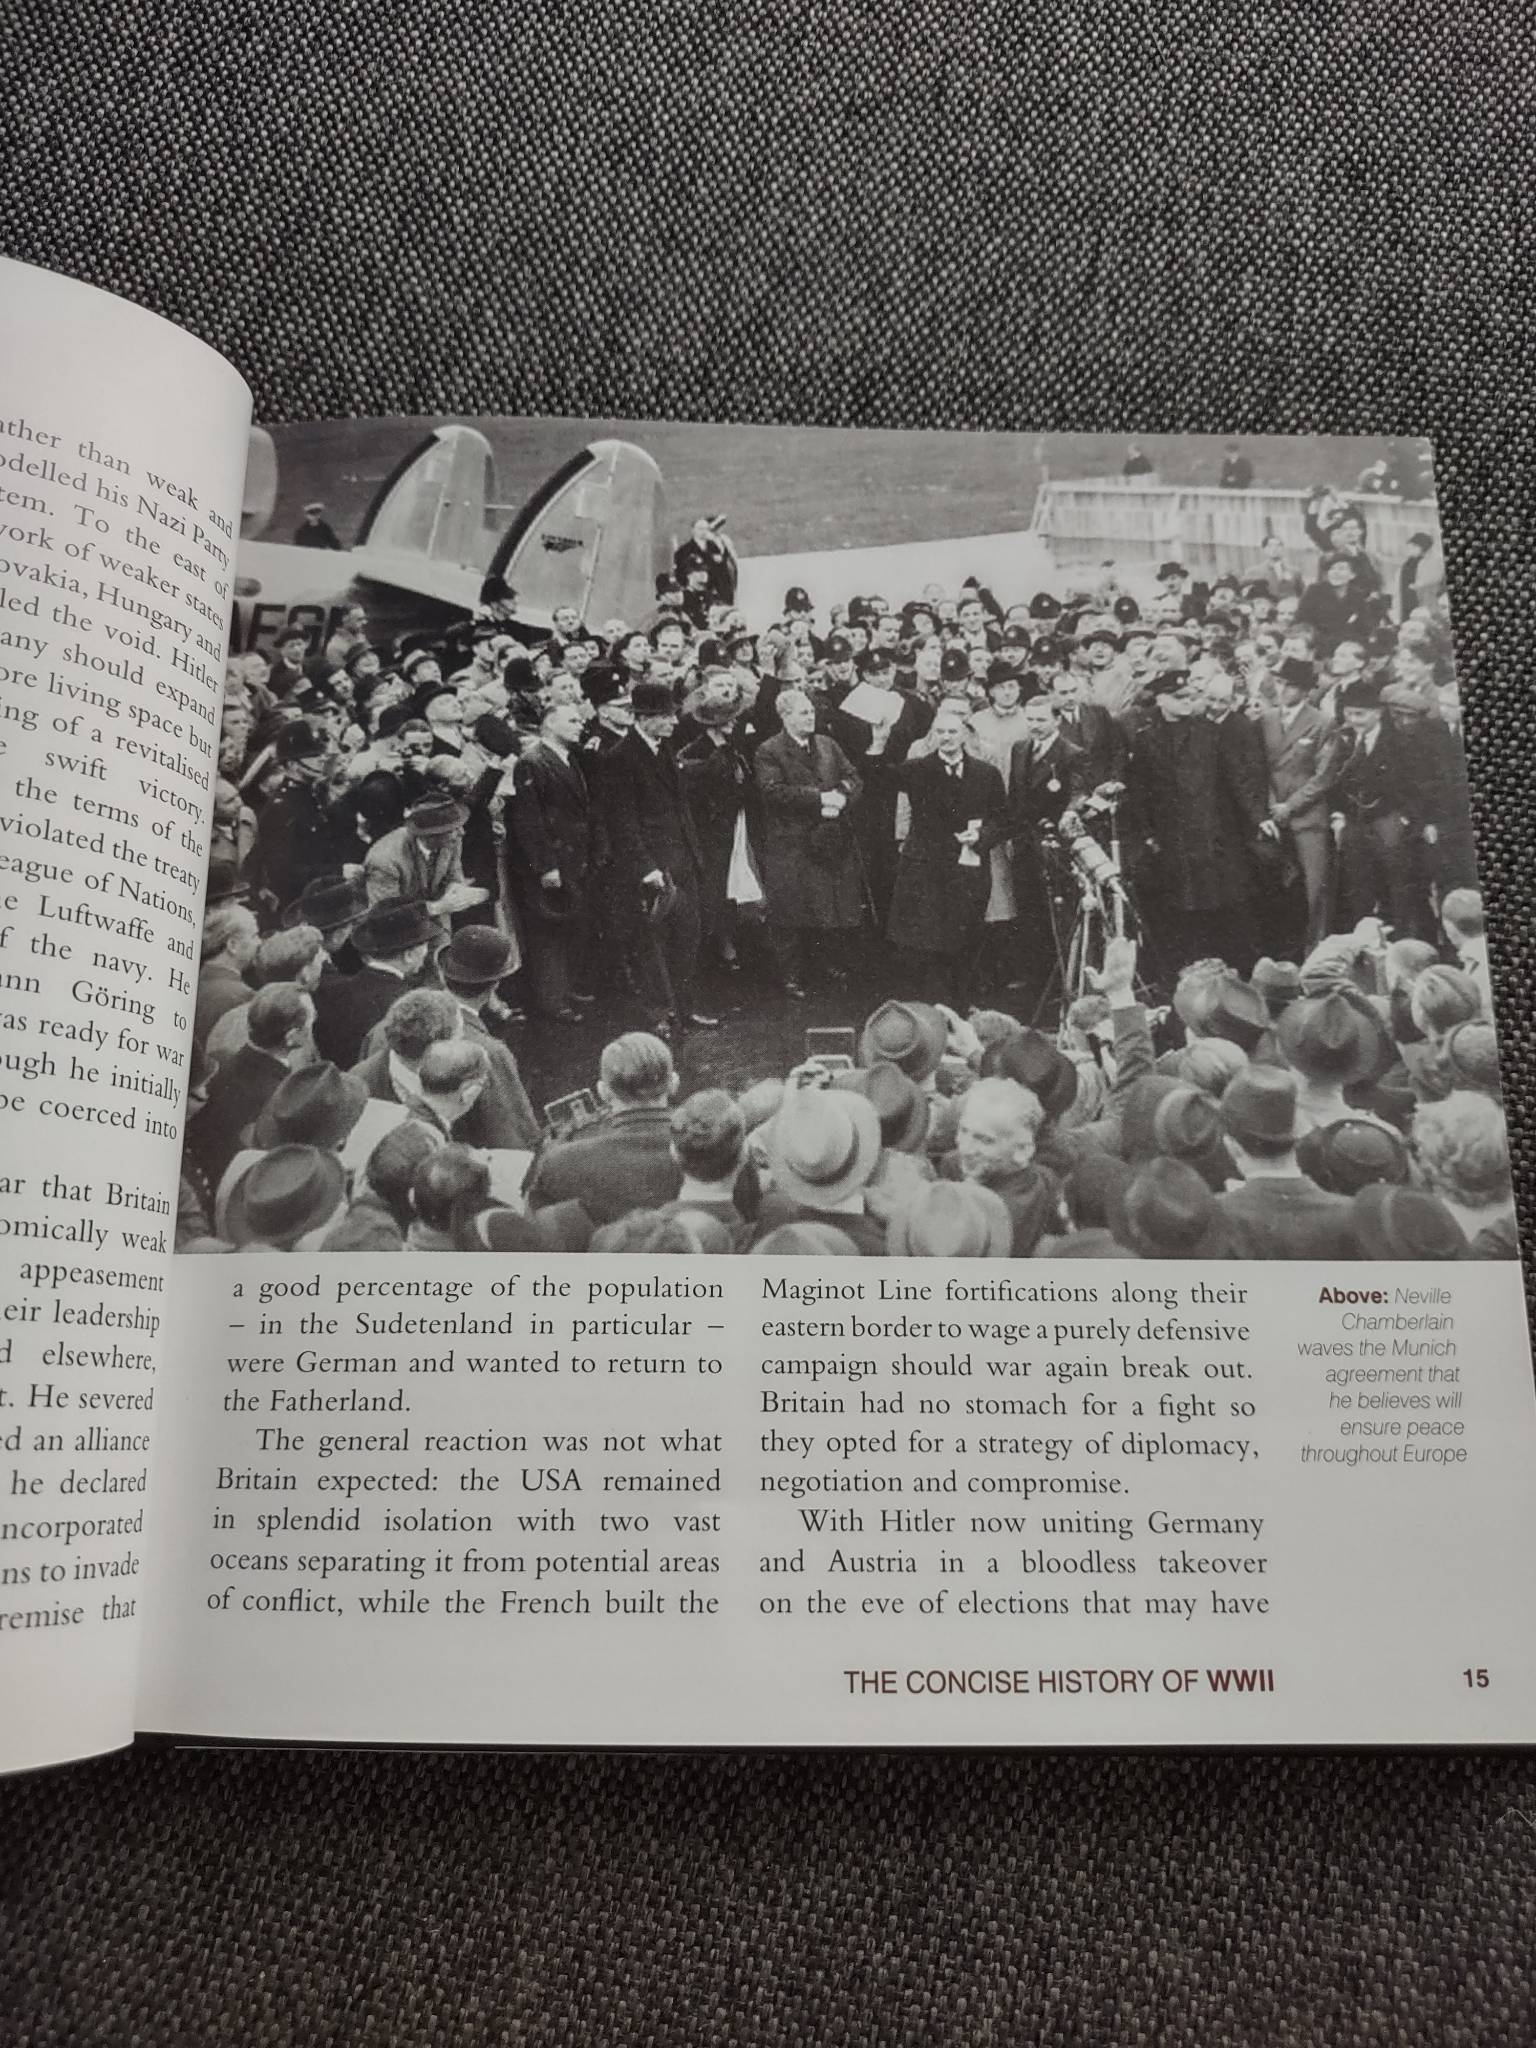 ather than weak and
odelled his Nazi Party
tem. To the east of
work of weaker states
ovakia, Hungary and
led the void. Hitler
any should expand
ore living space but
ing of a revitalised
e swift victory.
the terms of the
violated the treaty
eague of Nations,
e Luftwaffe and
f the navy. He
ann Göring to
as ready for war
ough he initially
be coerced into
ar that Britain
omically weak
appeasement
eir leadership
d elsewhere,
t. He severed
ed an alliance
he declared
ncorporated
ns to invade
remise that
a good percentage of the population
– in the Sudetenland in particular –
were German and wanted to return to
the Fatherland.
The general reaction was not what
Britain expected: the USA remained
in splendid isolation with two vast
oceans separating it from potential areas
of conflict, while the French built the
Maginot Line fortifications along their
eastern border to wage a purely defensive
campaign should war again break out.
Britain had no stomach for a fight so
they opted for a strategy of diplomacy,
negotiation and compromise.
With Hitler now uniting Germany
and Austria in a bloodless takeover
on the eve of elections that may have
Above: Neville
Chamberlain
waves the Munich
agreement that
he believes will
ensure peace
throughout Europe
THE CONCISE HISTORY OF WWII
15